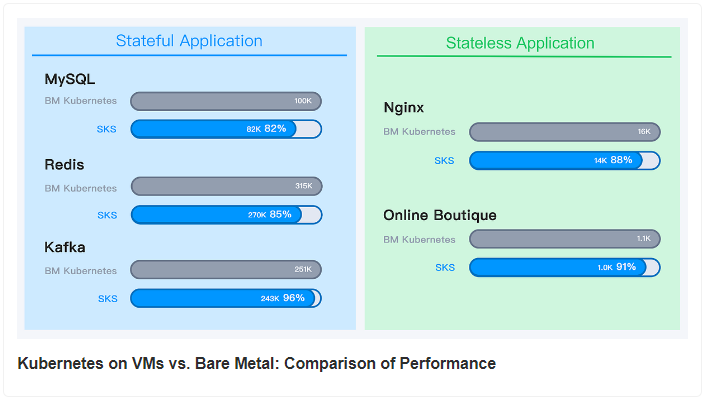 Stateful Application
MySQL
BM Kubernetes 100K
SKS 82K 82%
Redis
BM Kubernetes 315K
SKS 270K 85%
Kafka
BM Kubernetes 251K
SKS 243K 96%
Stateless Application
Nginx
BM Kubernetes 16K
SKS 14K 88%
Online Boutique
BM Kubernetes 1.1K
SKS 1.0K 91%
Kubernetes on VMs vs. Bare Metal: Comparison of Performance